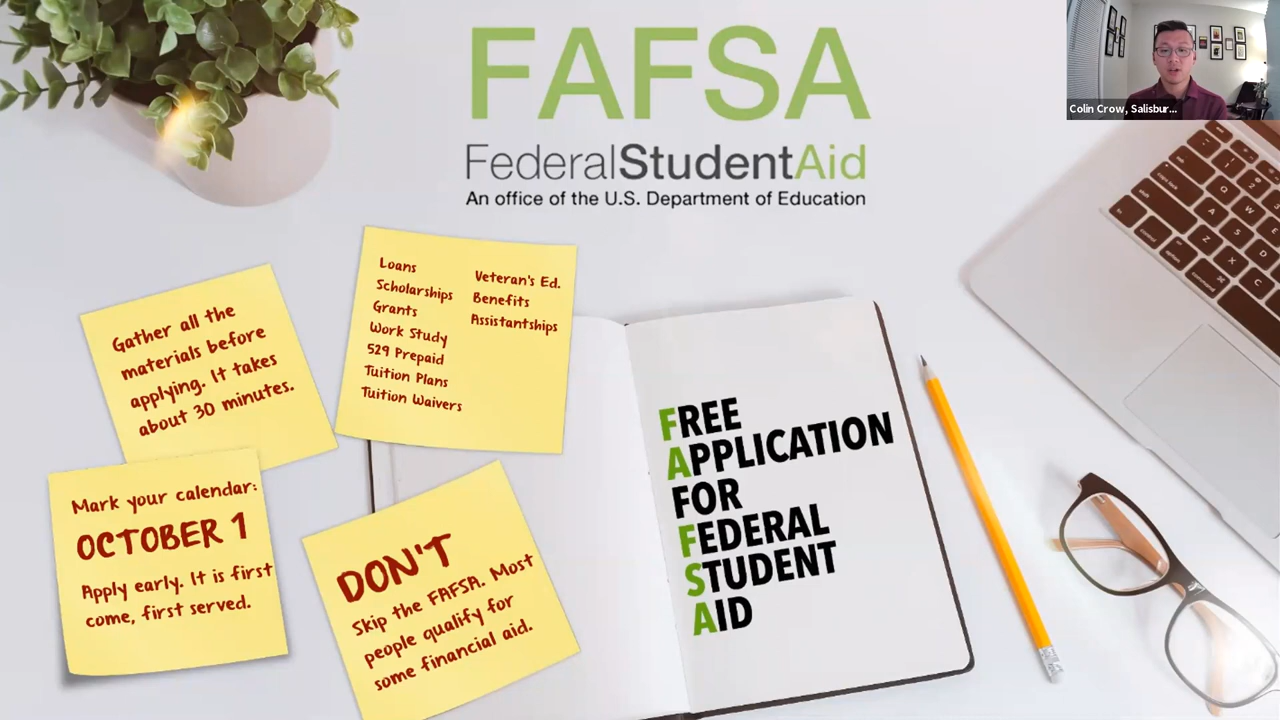 FAFSA
FederalStudentAid
An office of the U.S. Department of Education
Colin Crow, Salisbur...
Gather all the
materials before
applying. It takes
about 30 minutes.
Loans
Scholarships
Grants
Work Study
529 Prepaid
Tuition Plans
Tuition Waivers
Veteran's Ed.
Benefits
Assistantships
Mark your calendar:
OCTOBER 1
Apply early. It is first
come, first served.
DON'T
Skip the FAFSA. Most
people qualify for
some financial aid.
FREE
APPLICATION
FOR
FEDERAL
STUDENT
AID